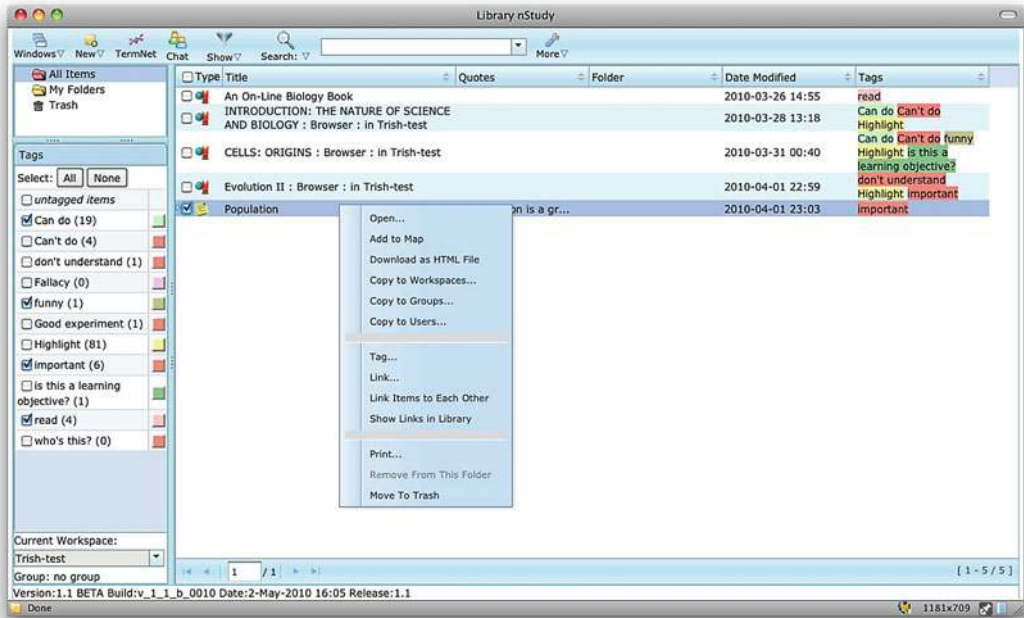 Library nStudy
Windows▽ New▽ TermNet Chat Show▽ Search: ▽ More▽
All Items
My Folders
Trash
Tags
Select: All None
untagged items
Can do (19)
Can't do (4)
don't understand (1)
Fallacy (0)
funny (1)
Good experiment (1)
Highlight (81)
important (6)
is this a learning
objective? (1)
read (4)
who's this? (0)
Current Workspace:
Trish-test
Group: no group
Type Title Quotes Folder Date Modified Tags
An On-Line Biology Book 2010-03-26 14:55 read
INTRODUCTION: THE NATURE OF SCIENCE
AND BIOLOGY : Browser : in Trish-test 2010-03-28 13:18 Can do Can't do
Highlight
CELLS: ORIGINS : Browser : in Trish-test 2010-03-31 00:40 Can do Can't do funny
Highlight is this a
learning objective?
Evolution II : Browser : in Trish-test 2010-04-01 22:59 don't understand
Highlight important
Population on is a gr... 2010-04-01 23:03 important
Open...
Add to Map
Download as HTML File
Copy to Workspaces...
Copy to Groups...
Copy to Users...
Tag...
Link...
Link Items to Each Other
Show Links in Library
Print...
Remove From This Folder
Move To Trash
1 / 1 [ 1 - 5 / 5 ]
Version:1.1 BETA Build:v_1_1_b_0010 Date:2-May-2010 16:05 Release:1.1
Done 1181x709